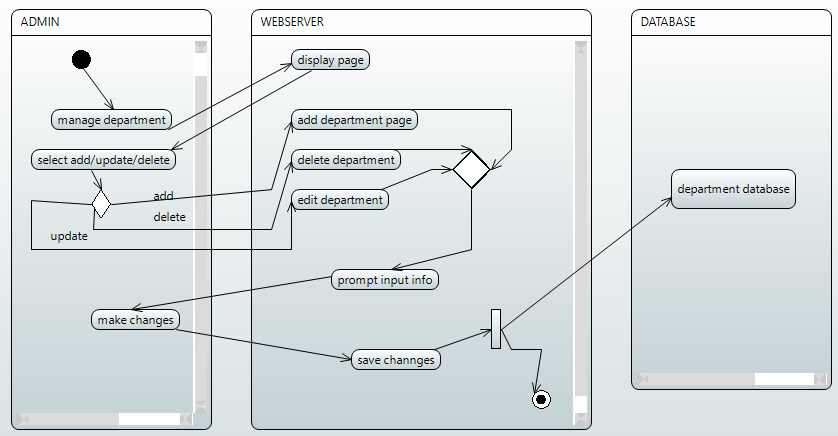 ADMIN
WEBSERVER
DATABASE
display page
manage department
add department page
select add/update/delete
delete department
department database
add
edit department
delete
update
prompt input info
make changes
save channges